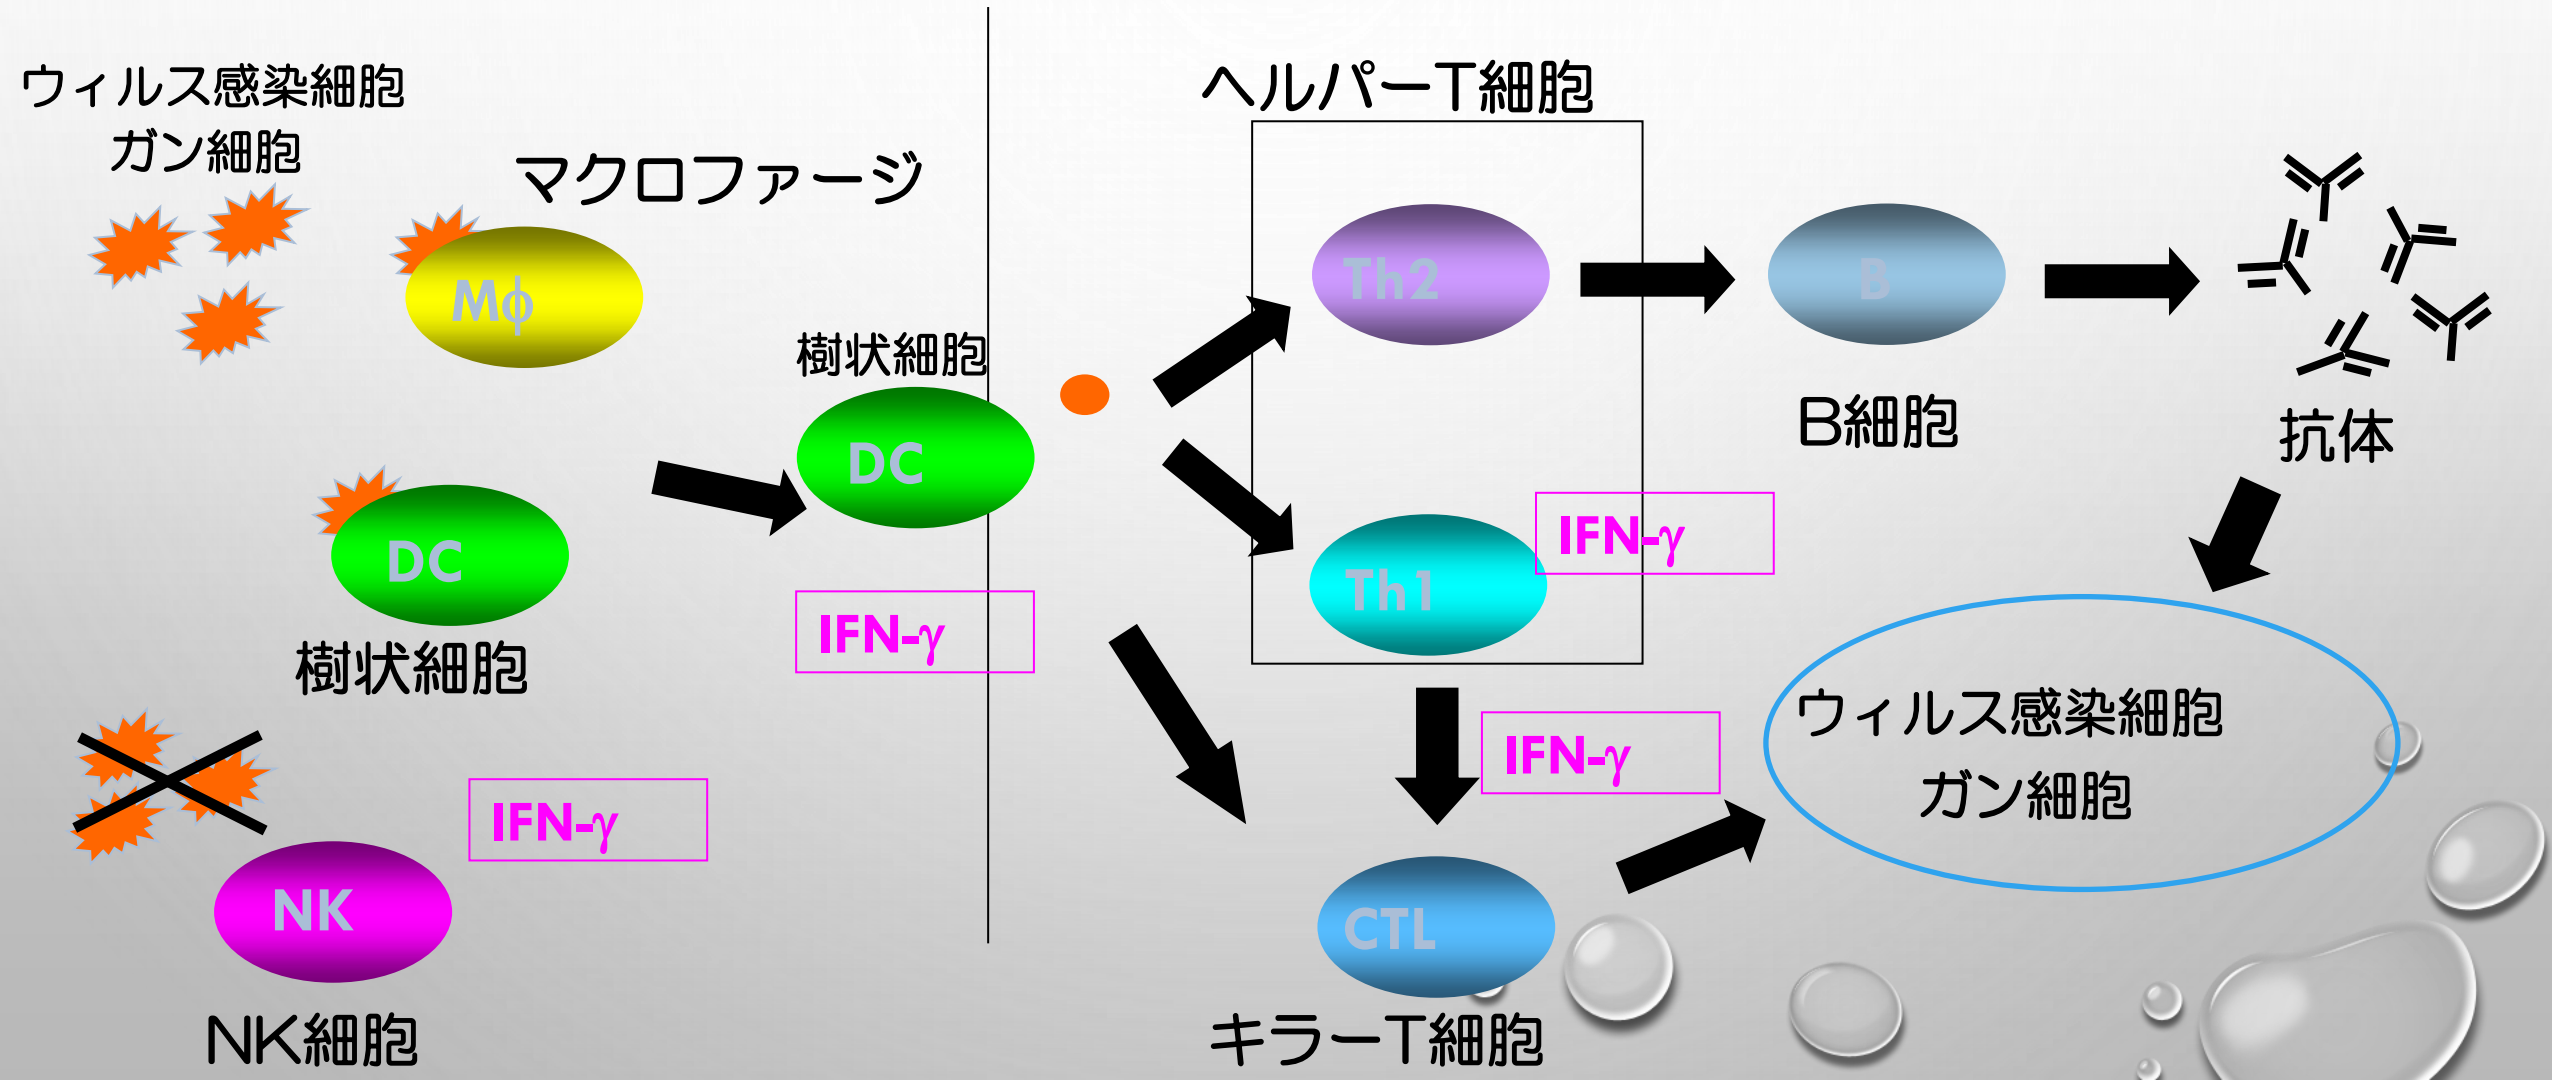 ウィルス感染細胞
ガン細胞
マクロファージ
Mφ
樹状細胞
DC
DC
樹状細胞
IFN-γ
IFN-γ
NK
NK細胞
ヘルパーT細胞
Th2
B
B細胞
抗体
Th1
IFN-γ
IFN-γ
CTL
キラーT細胞
ウィルス感染細胞
ガン細胞